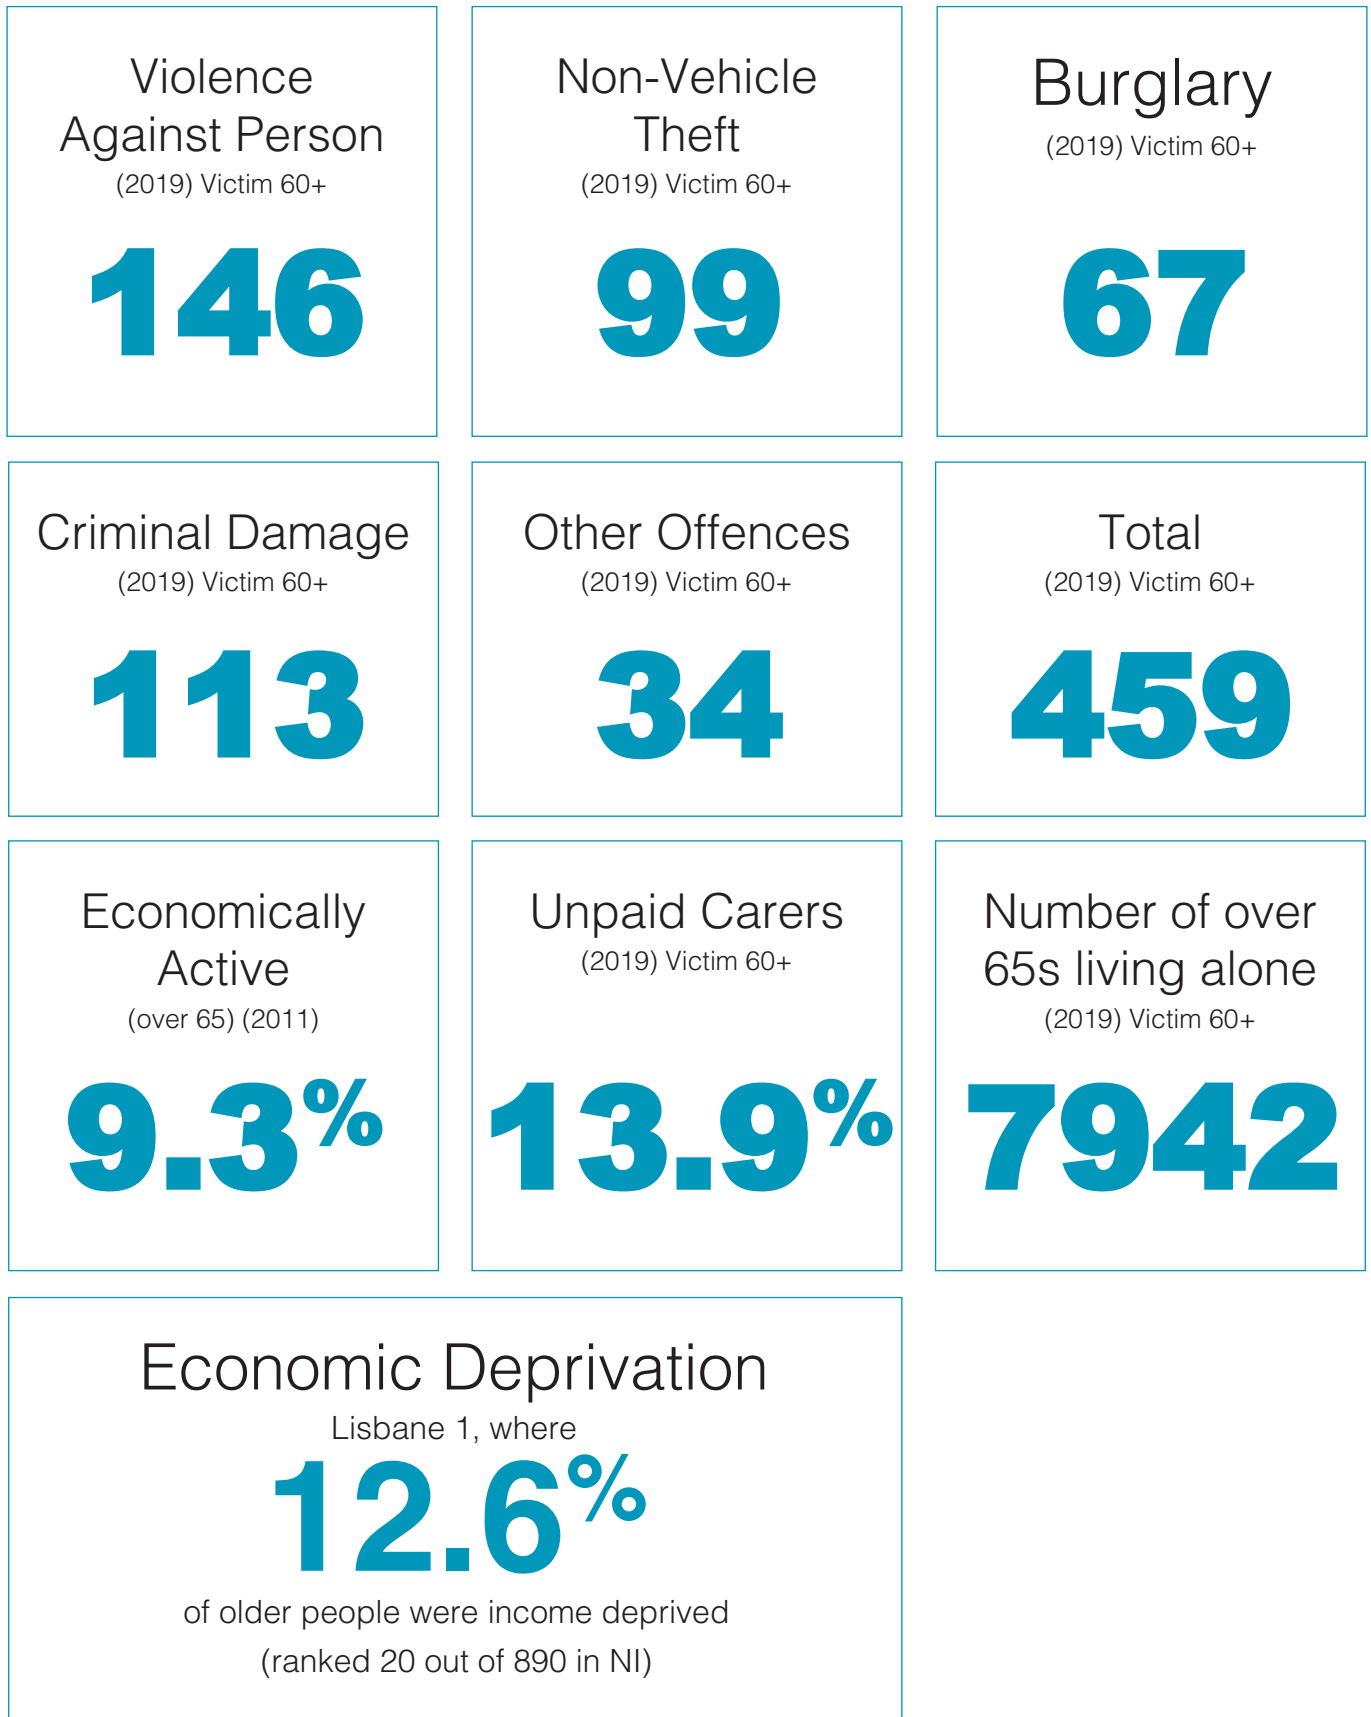 Violence
Against Person
(2019) Victim 60+
146
Non-Vehicle
Theft
(2019) Victim 60+
99
Burglary
(2019) Victim 60+
67
Criminal Damage
(2019) Victim 60+
113
Other Offences
(2019) Victim 60+
34
Total
(2019) Victim 60+
459
Economically
Active
(over 65) (2011)
9.3%
Unpaid Carers
(2019) Victim 60+
13.9%
Number of over
65s living alone
(2019) Victim 60+
7942
Economic Deprivation
Lisbane 1, where
12.6%
of older people were income deprived
(ranked 20 out of 890 in NI)